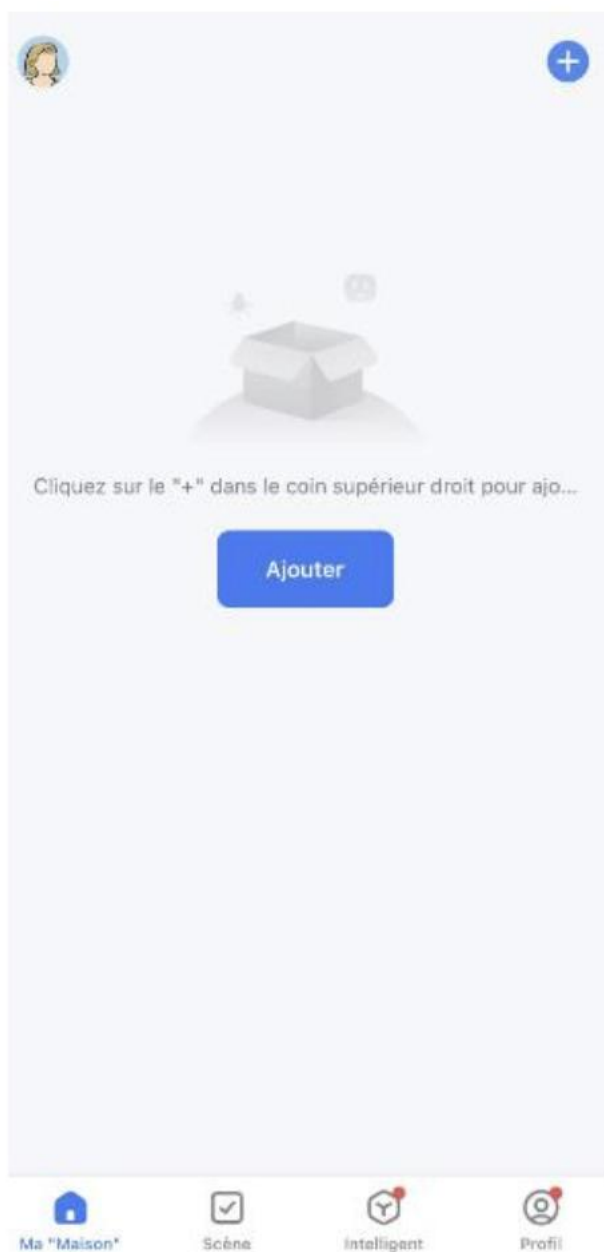 Cliquez sur le "+" dans le coin supérieur droit pour ajo...
Ajouter
Ma "Maison"
Scène
Intelligent
Profil